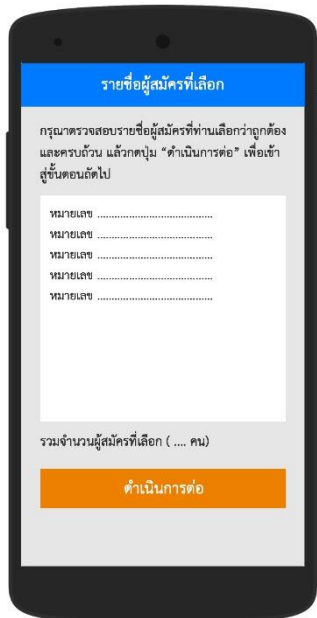 รายชื่อผู้สมัครที่เลือก
กรุณาตรวจสอบรายชื่อผู้สมัครที่ท่านเลือกว่าถูกต้อง
และครบถ้วน แล้วกดปุ่ม “ดำเนินการต่อ” เพื่อเข้า
สู่ขั้นตอนถัดไป
หมายเลข ........................................
หมายเลข ........................................
หมายเลข ........................................
หมายเลข ........................................
หมายเลข ........................................
รวมจำนวนผู้สมัครที่เลือก ( .... คน)
ดำเนินการต่อ